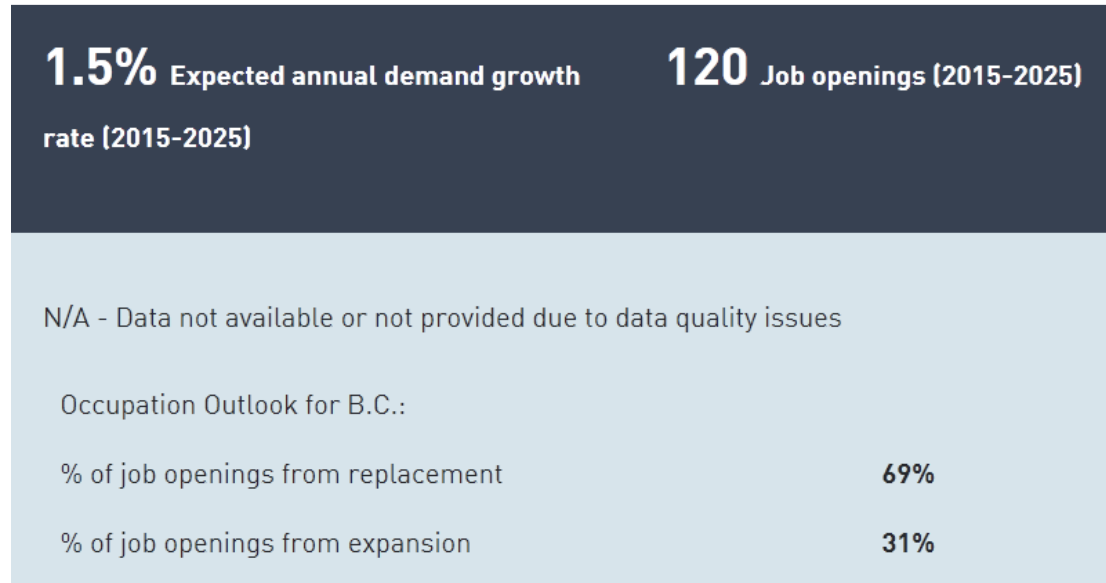 1.5% Expected annual demand growth
rate (2015-2025)
120 Job openings (2015-2025)
N/A - Data not available or not provided due to data quality issues
Occupation Outlook for B.C.:
% of job openings from replacement 69%
% of job openings from expansion 31%